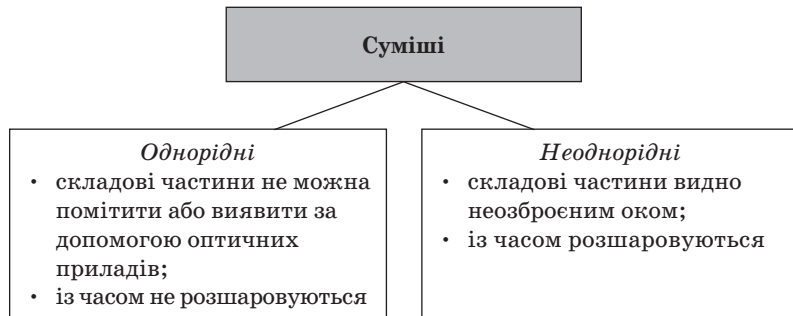 Суміші
Однорідні
• складові частини не можна
помітити або виявити за
допомогою оптичних
приладів;
• із часом не розшаровуються
Неоднорідні
• складові частини видно
неозброєним оком;
• із часом розшаровуються